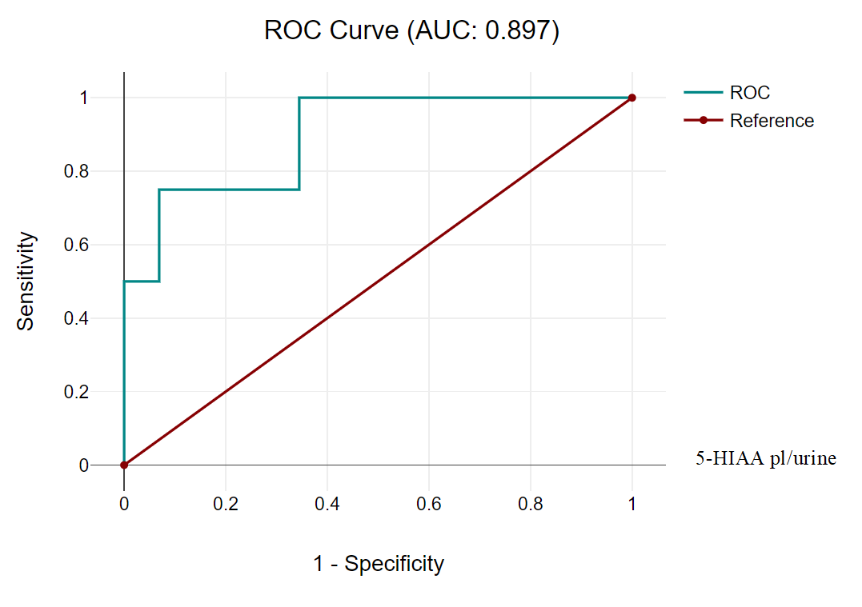 ROC Curve (AUC: 0.897)
ROC
Reference
1
0.8
0.6
0.4
0.2
0
Sensitivity
0 0.2 0.4 0.6 0.8 1
1 - Specificity
5-HIAA pl/urine